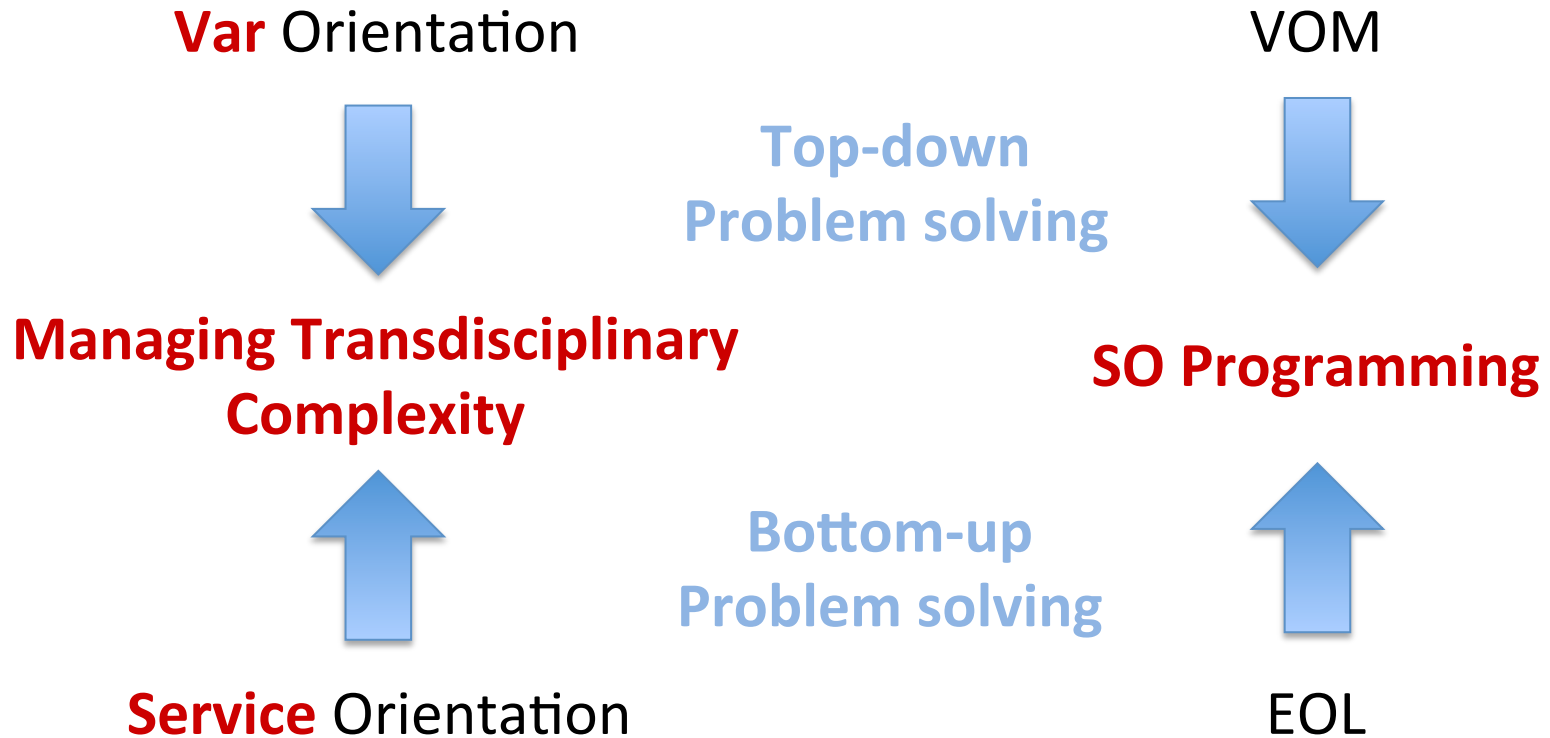 Var Orientation
VOM
Top-down
Problem solving
Managing Transdisciplinary
Complexity
SO Programming
Bottom-up
Problem solving
Service Orientation
EOL